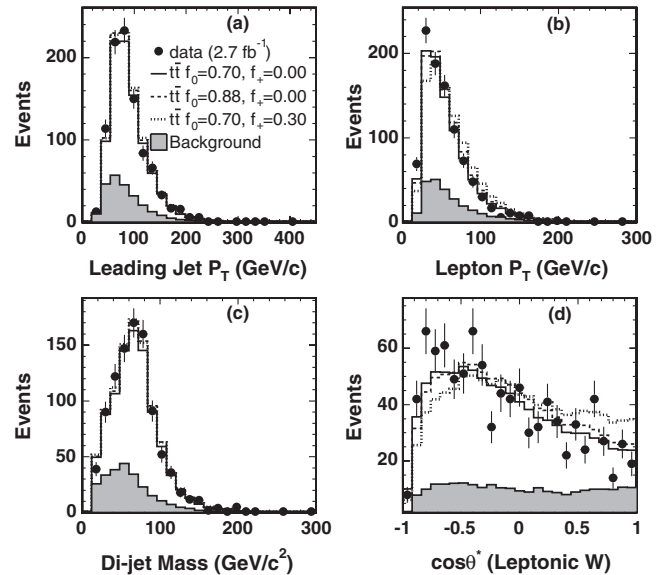 (a)
data (2.7 fb⁻¹)
tt̄ f₀=0.70, f₊=0.00
tt̄ f₀=0.88, f₊=0.00
tt̄ f₀=0.70, f₊=0.30
Background
Events
200
100
0
0 100 200 300 400
Leading Jet P_T (GeV/c)
(b)
Events
200
100
0
0 100 200 300
Lepton P_T (GeV/c)
(c)
Events
150
100
50
0
0 100 200 300
Di-jet Mass (GeV/c²)
(d)
Events
60
40
20
-1 -0.5 0 0.5 1
cosθ* (Leptonic W)